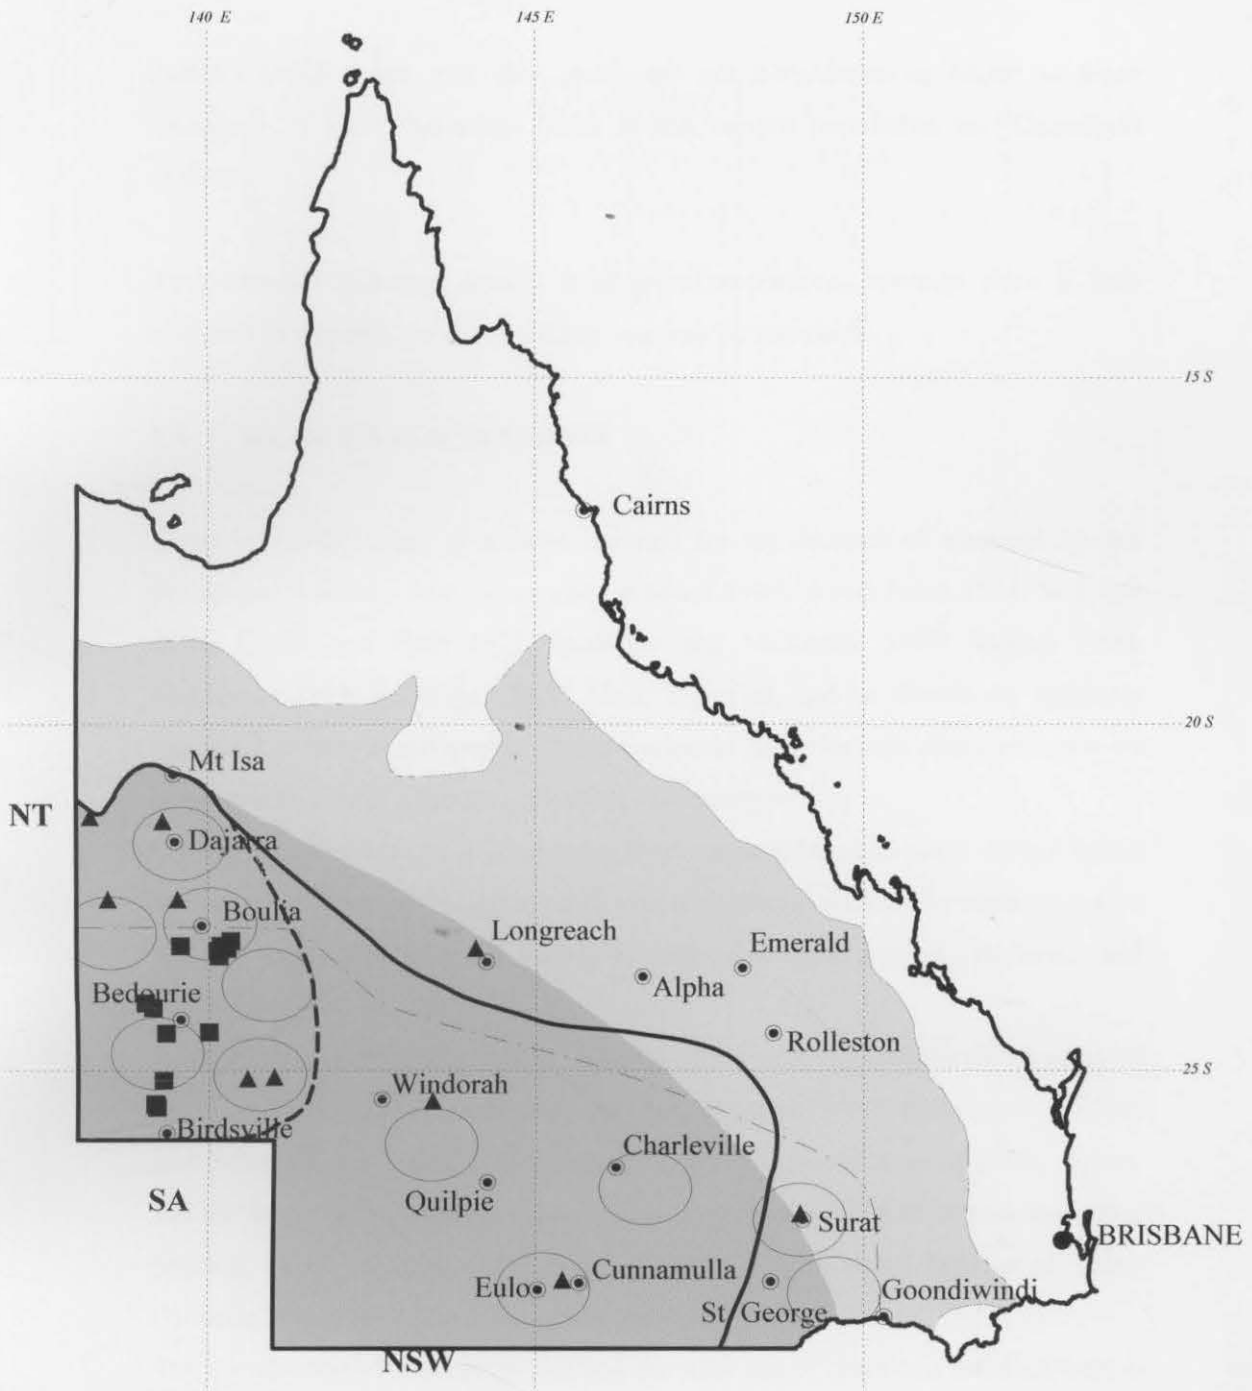 140 E
145 E
150 E
15 S
Cairns
20 S
Mt Isa
NT
Dajarra
Boulia
Longreach
Emerald
Alpha
Bedourie
Rolleston
25 S
Windorah
Birdsville
Charleville
SA
Quilpie
Surat
BRISBANE
Cunnamulla
Eulo
Goondiwindi
St. George
NSW